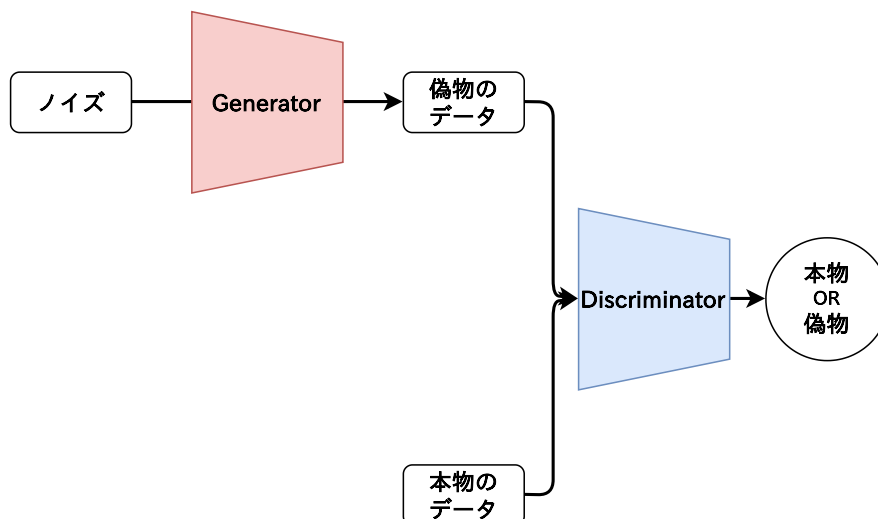 ノイズ
Generator
偽物の
データ
Discriminator
本物
OR
偽物
本物の
データ